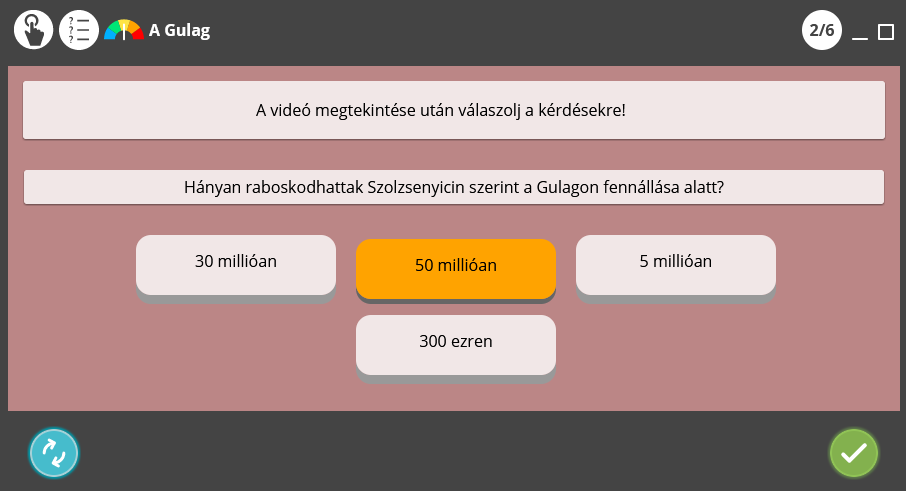 A Gulag
2/6
A videó megtekintése után válaszolj a kérdésekre!
Hányan raboskodhattak Szolzsenyicin szerint a Gulagon fennállása alatt?
30 millióan
50 millióan
5 millióan
300 ezren